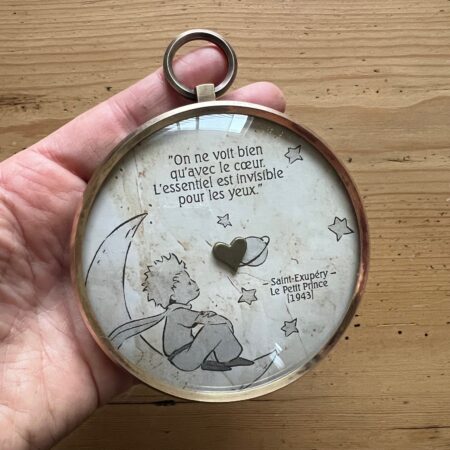 "On ne voit bien
qu'avec le cœur.
L'essentiel est invisible
pour les yeux."
– Saint-Exupéry –
Le Petit Prince
(1943)